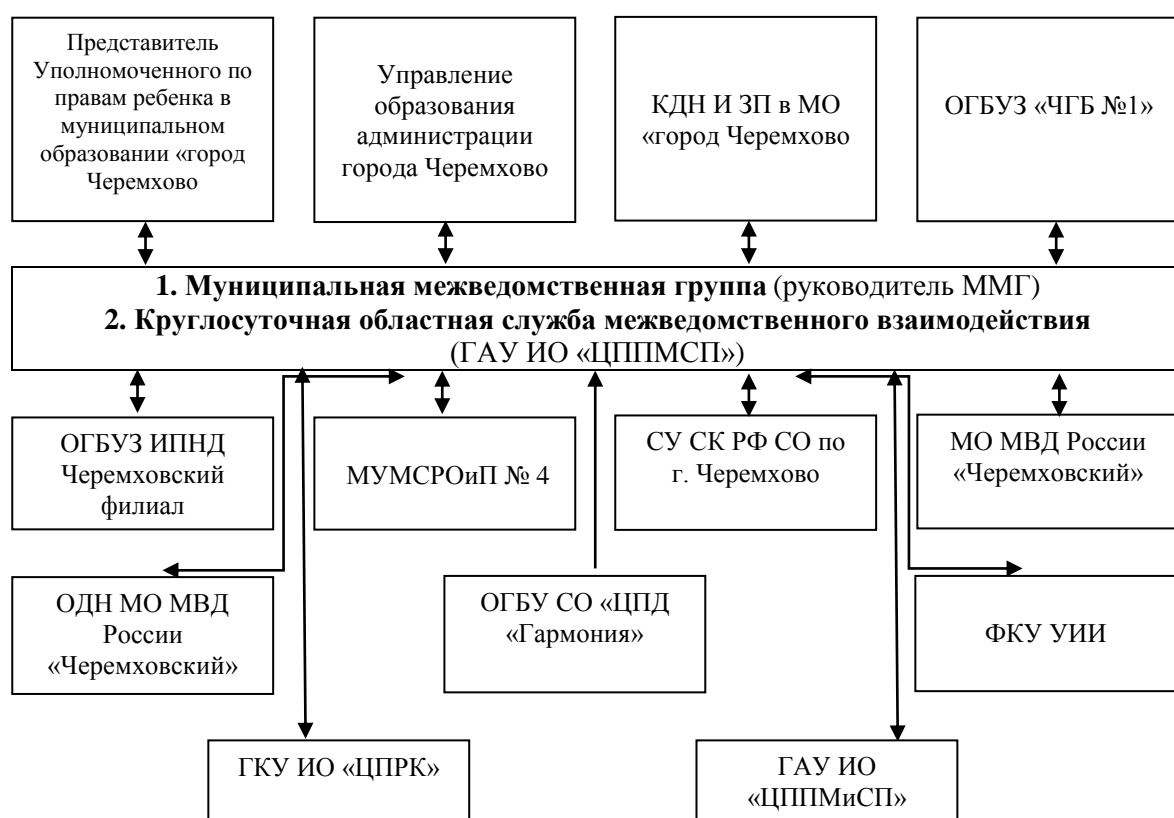 Представитель
Уполномоченного по
правам ребенка в
муниципальном
образовании «город
Черемхово
Управление
образования
администрации
города Черемхово
КДН И ЗП в МО
«город Черемхово
ОГБУЗ «ЧГБ №1»
1. Муниципальная межведомственная группа (руководитель ММГ)
2. Круглосуточная областная служба межведомственного взаимодействия
(ГАУ ИО «ЦППМСП»)
ОГБУЗ ИПНД
Черемховский
филиал
МУМСРОиП № 4
СУ СК РФ СО по
г. Черемхово
МО МВД России
«Черемховский»
ОДН МО МВД
России
«Черемховский»
ОГБУ СО «ЦПД
«Гармония»
ФКУ УИИ
ГКУ ИО «ЦПРК»
ГАУ ИО
«ЦППМиСП»